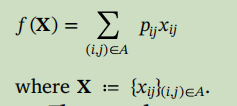 f(𝐗) = ∑ p_{ij}x_{ij}
(i,j)∈A
where 𝐗 ≔ {x_{ij}}_{(i,j)∈A}.